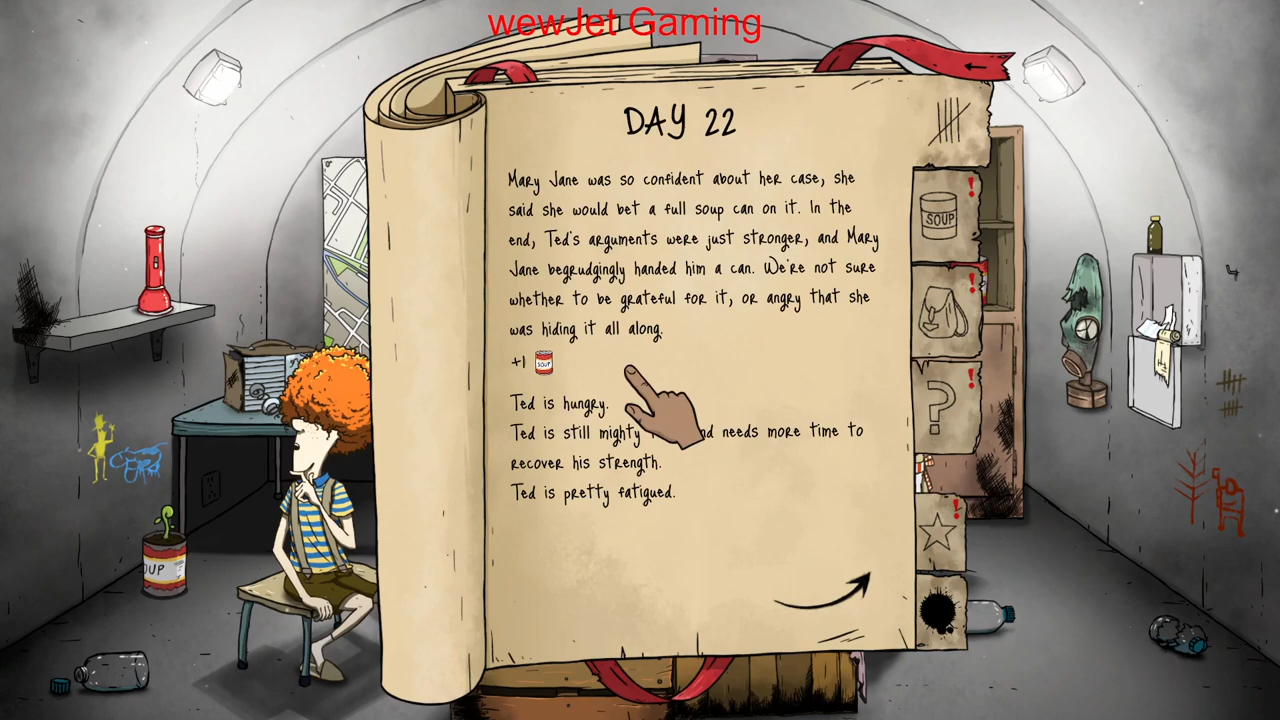 wewJet Gaming
DAY 22
Mary Jane was so confident about her case, she
said she would bet a full soup can on it. In the
end, Ted's arguments were just stronger, and Mary
Jane begrudgingly handed him a can. We're not sure
whether to be grateful for it, or angry that she
was hiding it all along.
+1 SOUP
Ted is hungry.
Ted is still mighty needs more time to
recover his strength.
Ted is pretty fatigued.
SOUP
!
!
?
!
!
OUP